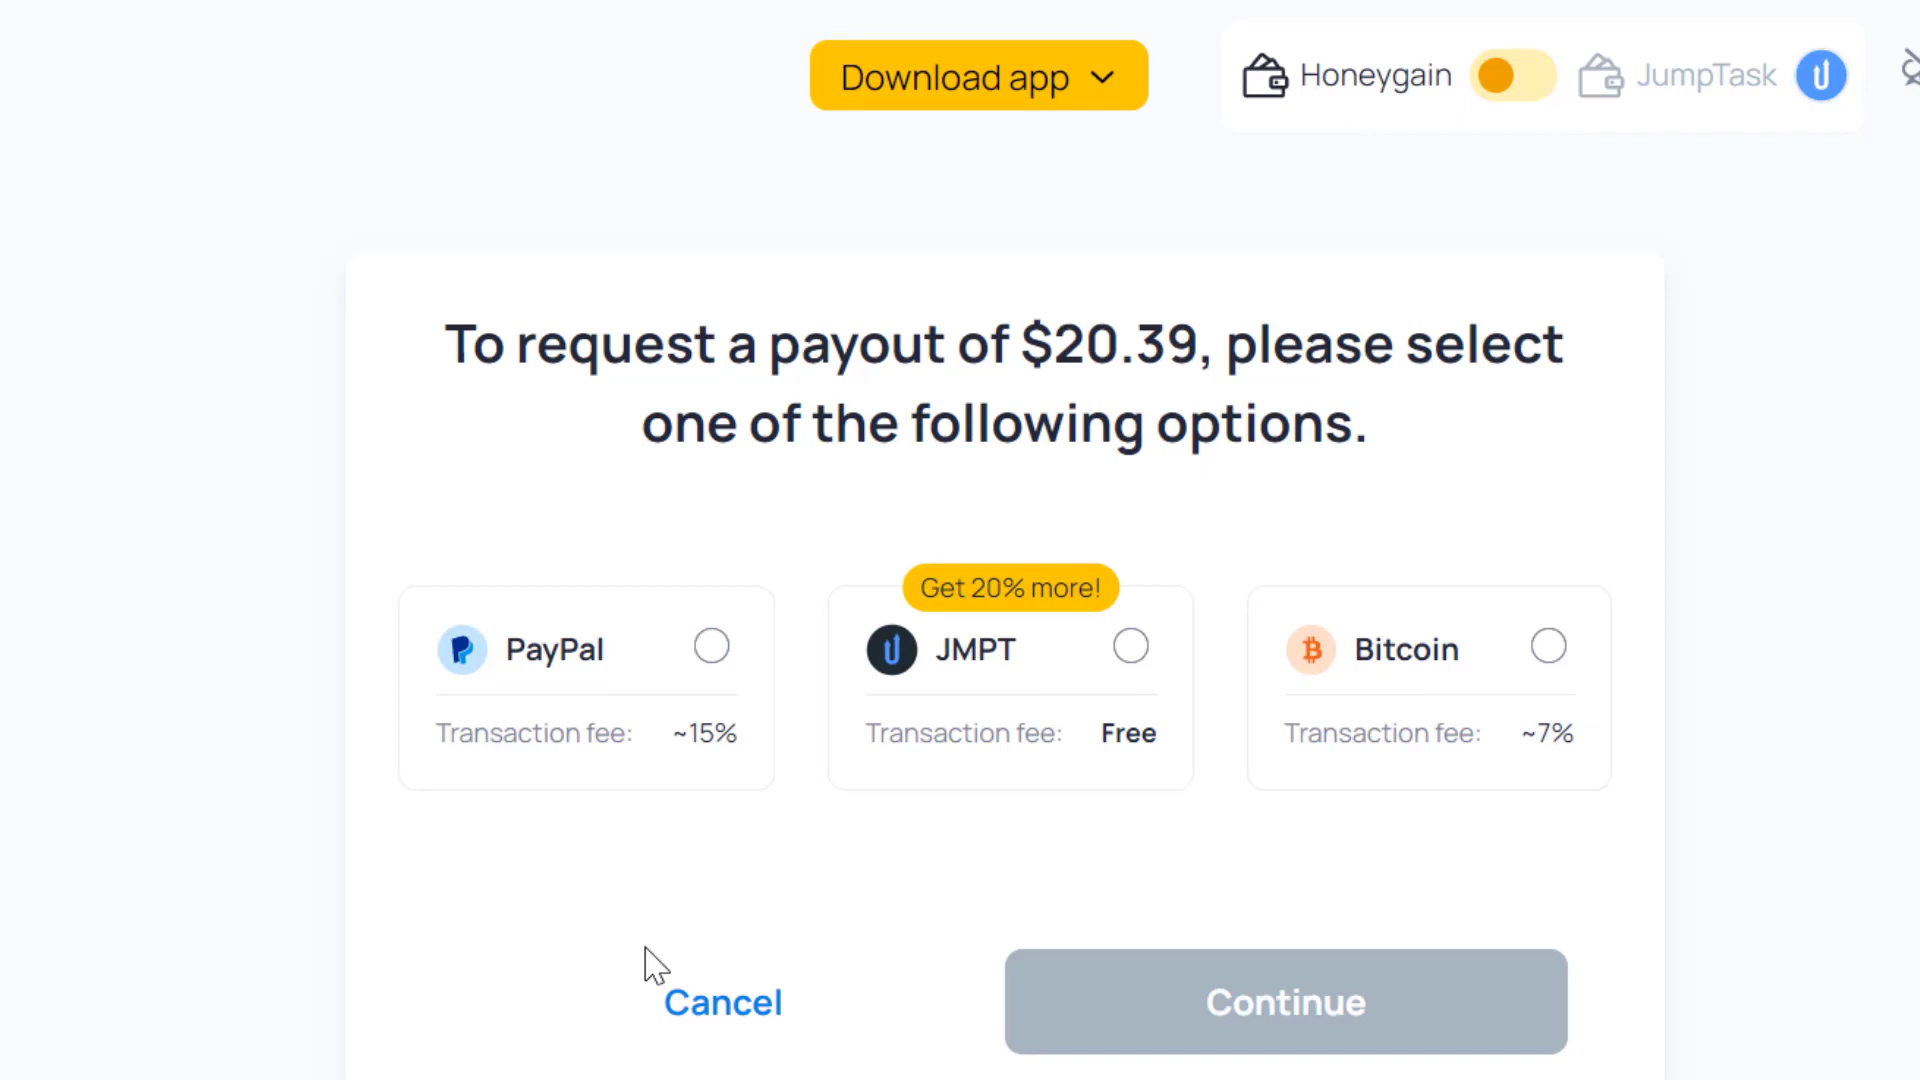 Download app
Honeygain
JumpTask
To request a payout of $20.39, please select
one of the following options.
Get 20% more!
PayPal
JMPT
Bitcoin
Transaction fee: ~15%
Transaction fee: Free
Transaction fee: ~7%
Cancel
Continue